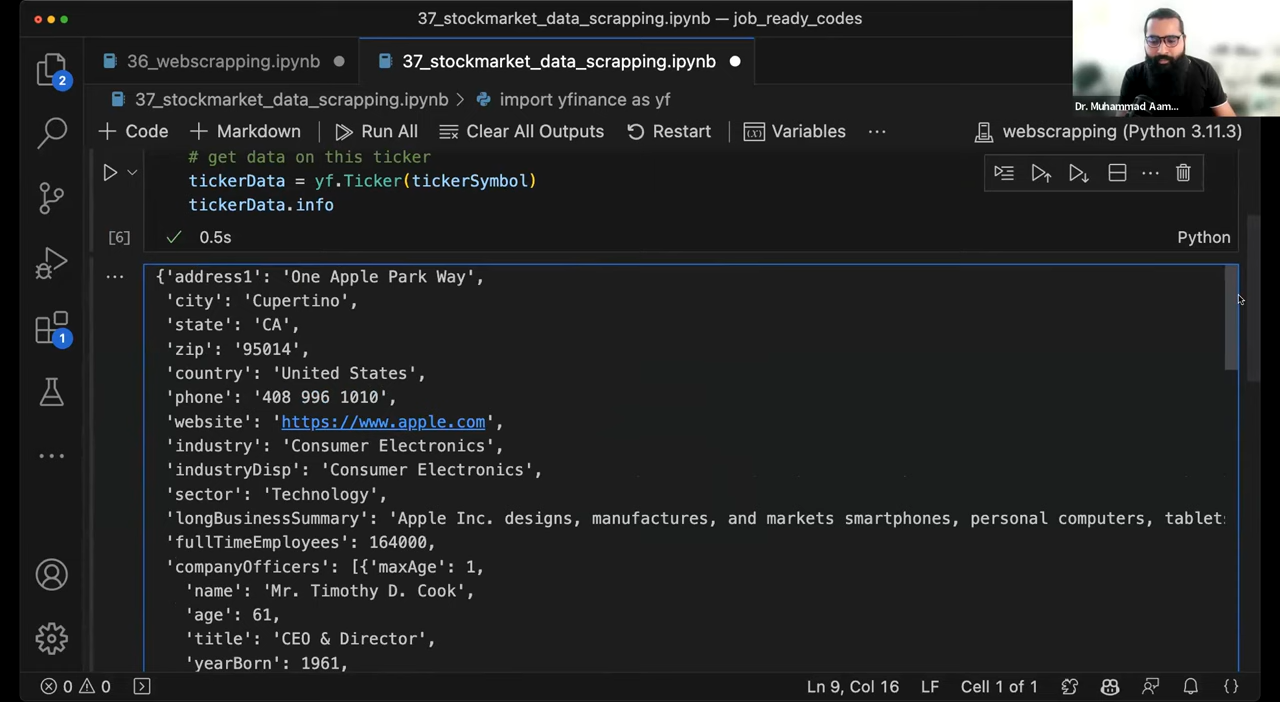 37_stockmarket_data_scrapping.ipynb — job_ready_codes
36_webscrapping.ipynb
37_stockmarket_data_scrapping.ipynb
37_stockmarket_data_scrapping.ipynb > import yfinance as yf
+ Code + Markdown Run All Clear All Outputs Restart Variables ... webscrapping (Python 3.11.3)
# get data on this ticker
tickerData = yf.Ticker(tickerSymbol)
tickerData.info
[6] 0.5s Python
{'address1': 'One Apple Park Way',
'city': 'Cupertino',
'state': 'CA',
'zip': '95014',
'country': 'United States',
'phone': '408 996 1010',
'website': 'https://www.apple.com',
'industry': 'Consumer Electronics',
'industryDisp': 'Consumer Electronics',
'sector': 'Technology',
'longBusinessSummary': 'Apple Inc. designs, manufactures, and markets smartphones, personal computers, tablets
'fullTimeEmployees': 164000,
'companyOfficers': [{'maxAge': 1,
'name': 'Mr. Timothy D. Cook',
'age': 61,
'title': 'CEO & Director',
'yearBorn': 1961,
Dr. Muhammad Aam...
2
1
0 0 Ln 9, Col 16 LF Cell 1 of 1